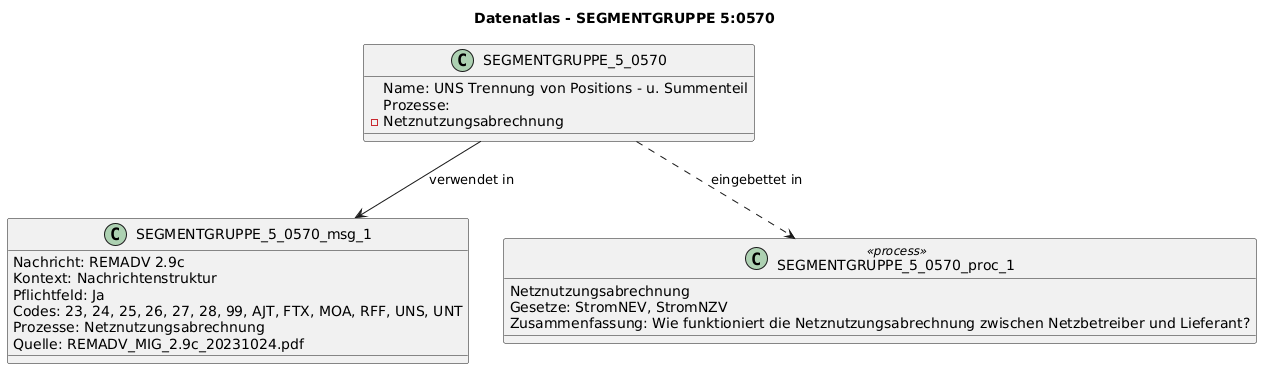 Datenatlas - SEGMENTGRUPPE 5:0570
C SEGMENTGRUPPE_5_0570
Name: UNS Trennung von Positions - u. Summenteil
Prozesse:
Netznutzungsabrechnung
verwendet in
eingebettet in
C SEGMENTGRUPPE_5_0570_msg_1
Nachricht: REMADV 2.9c
Kontext: Nachrichtenstruktur
Pflichtfeld: Ja
Codes: 23, 24, 25, 26, 27, 28, 99, AJT, FTX, MOA, RFF, UNS, UNT
Prozesse: Netznutzungsabrechnung
Quelle: REMADV_MIG_2.9c_20231024.pdf
«process»
C SEGMENTGRUPPE_5_0570_proc_1
Netznutzungsabrechnung
Gesetze: StromNEV, StromNZV
Zusammenfassung: Wie funktioniert die Netznutzungsabrechnung zwischen Netzbetreiber und Lieferant?